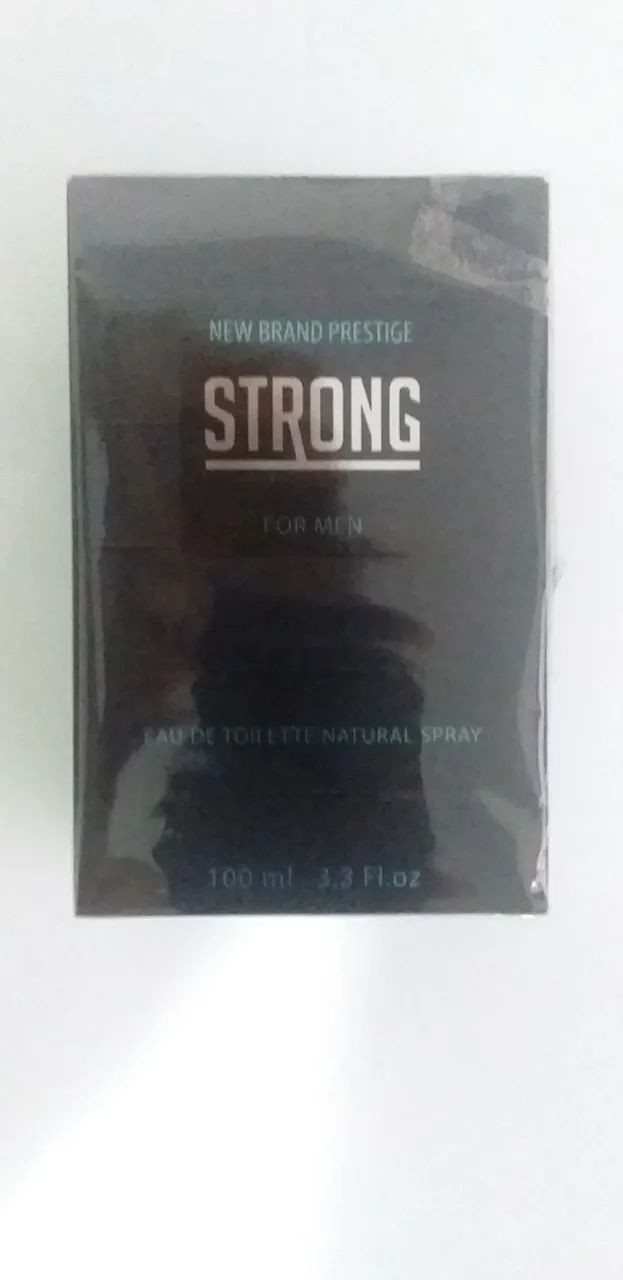 NEW BRAND PRESTIGE
STRONG
FOR MEN
EAU DE TOILETTE NATURAL SPRAY
100 ml 3.3 Fl.oz